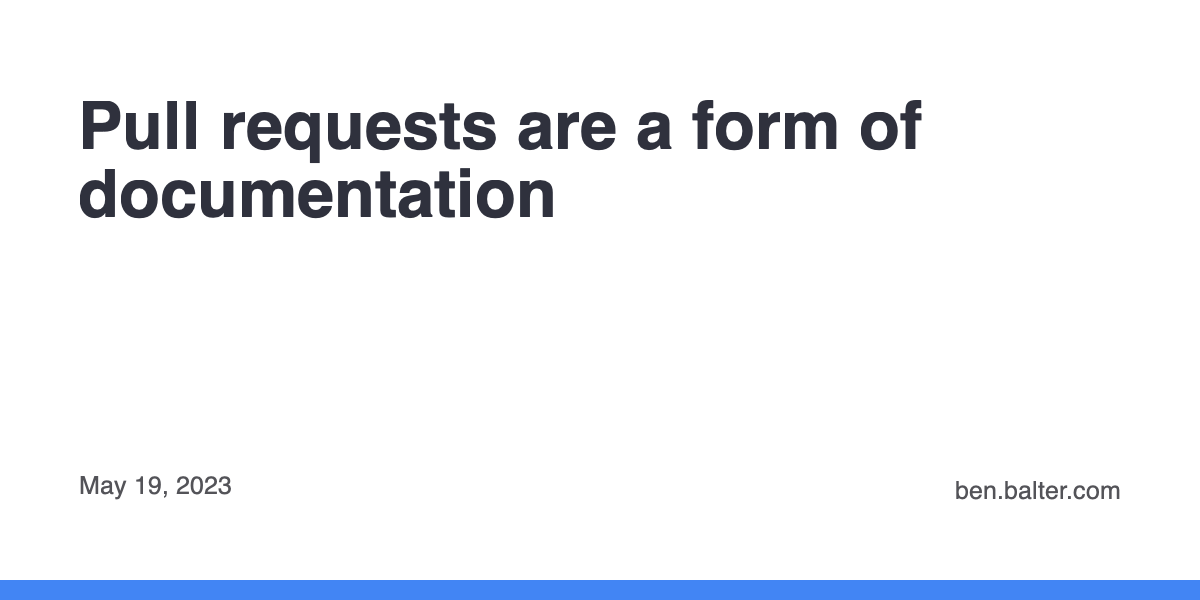 Pull requests are a form of
documentation
May 19, 2023
ben.balter.com